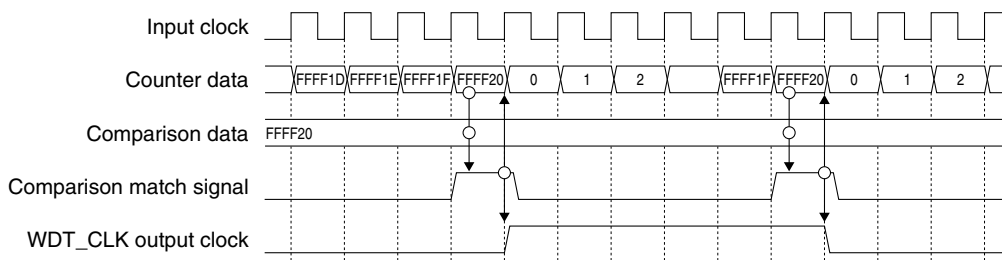 Input clock
Counter data FFFF1D FFFF1E FFFF1F FFFF20 0 1 2 FFFF1F FFFF20 0 1 2
Comparison data FFFF20
Comparison match signal
WDT_CLK output clock